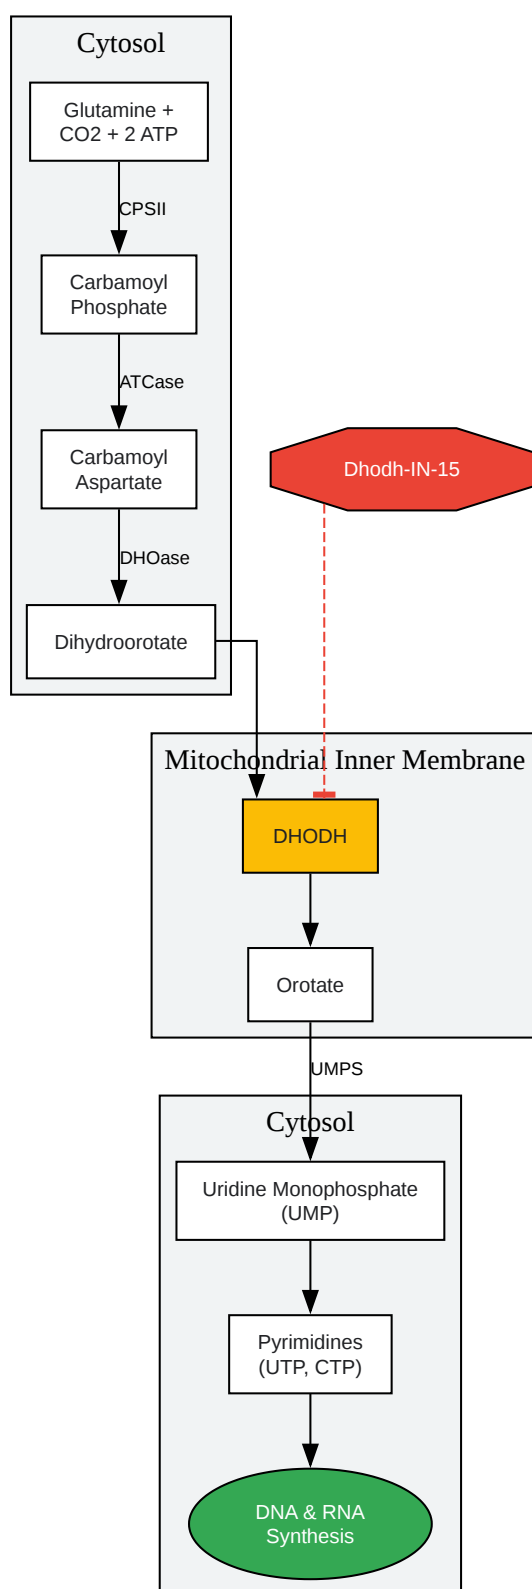 Cytosol
Glutamine +
CO2 + 2 ATP
CPSII
Carbamoyl
Phosphate
ATCase
Carbamoyl
Aspartate
Dhodh-IN-15
DHOase
Dihydroorotate
Mitochondrial Inner Membrane
DHODH
Orotate
UMPS
Cytosol
Uridine Monophosphate
(UMP)
Pyrimidines
(UTP, CTP)
DNA & RNA
Synthesis